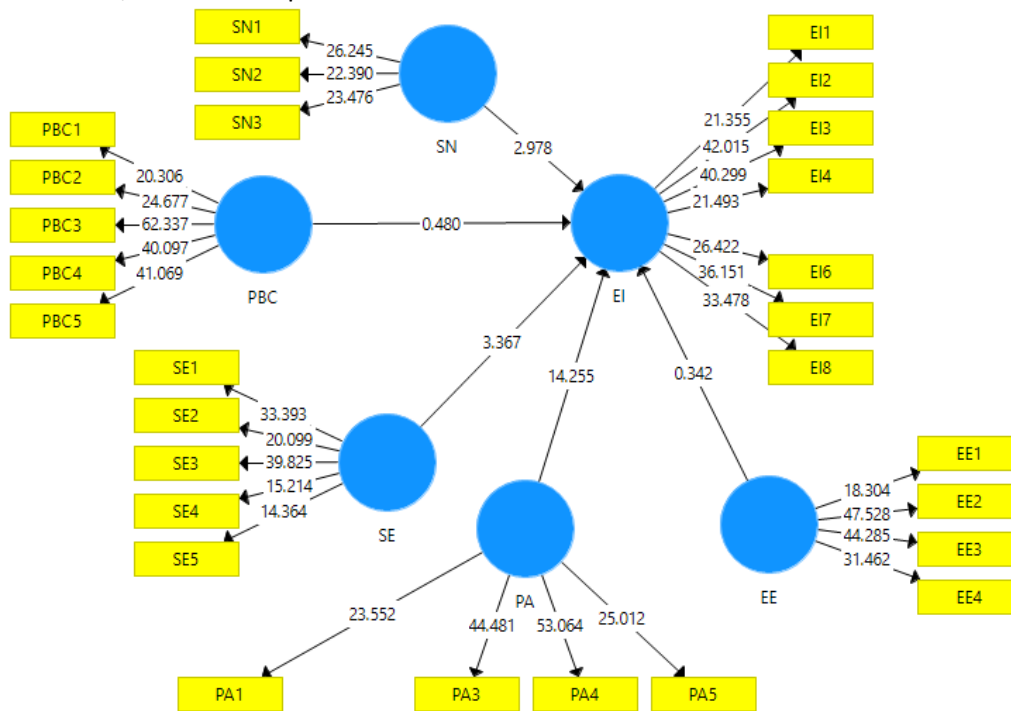 SN1
SN2
SN3
26.245
22.390
23.476
SN
2.978
PBC1
PBC2
PBC3
PBC4
PBC5
20.306
24.677
62.337
40.097
41.069
PBC
0.480
EI1
EI2
EI3
EI4
EI6
EI7
EI8
21.355
42.015
40.299
21.493
26.422
36.151
33.478
EI
SE1
SE2
SE3
SE4
SE5
33.393
20.099
39.825
15.214
14.364
SE
3.367
14.255
0.342
PA
23.552
44.481
53.064
25.012
PA1
PA3
PA4
PA5
EE
18.304
47.528
44.285
31.462
EE1
EE2
EE3
EE4